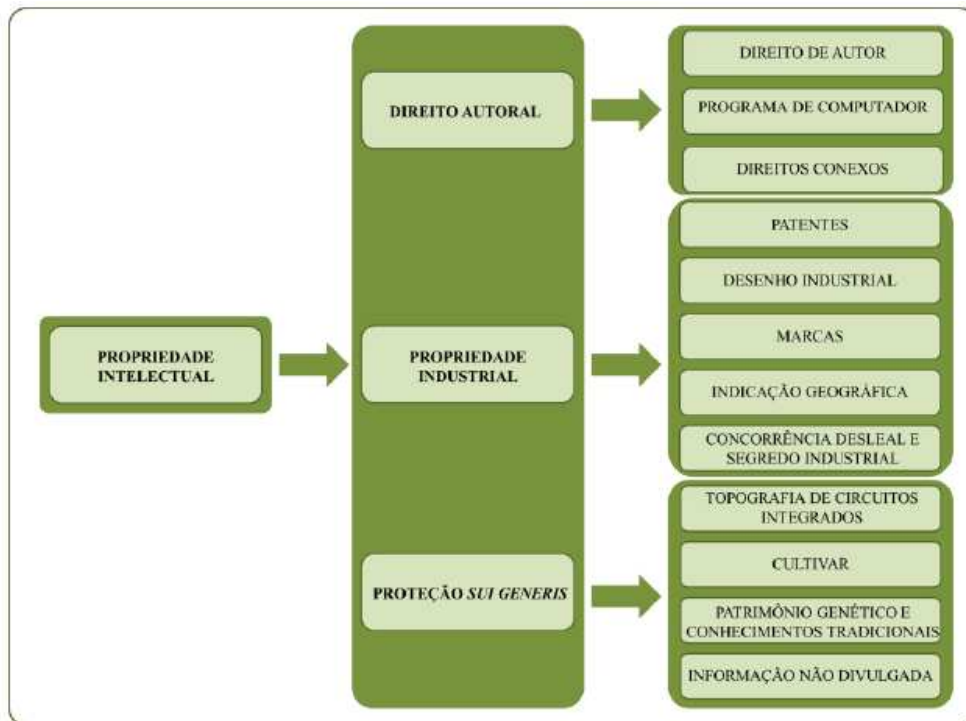 PROPRIEDADE
INTELECTUAL
DIREITO AUTORAL
PROPRIEDADE
INDUSTRIAL
PROTEÇÃO SUI GENERIS
DIREITO DE AUTOR
PROGRAMA DE COMPUTADOR
DIREITOS CONEXOS
PATENTES
DESENHO INDUSTRIAL
MARCAS
INDICAÇÃO GEOGRÁFICA
CONCORRÊNCIA DESLEAL E
SEGREDO INDUSTRIAL
TOPOGRAFIA DE CIRCUITOS
INTEGRADOS
CULTIVAR
PATRIMÔNIO GENÉTICO E
CONHECIMENTOS TRADICIONAIS
INFORMAÇÃO NÃO DIVULGADA